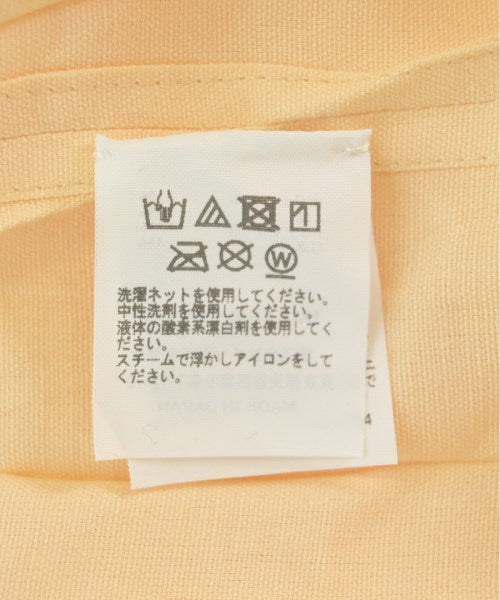 W
洗濯ネットを使用してください。
中性洗剤を使用してください。
液体の酸素系漂白剤を使用してく
ださい。
スチームで浮かしアイロンをして
ください。
MADE IN JAPAN
で
4